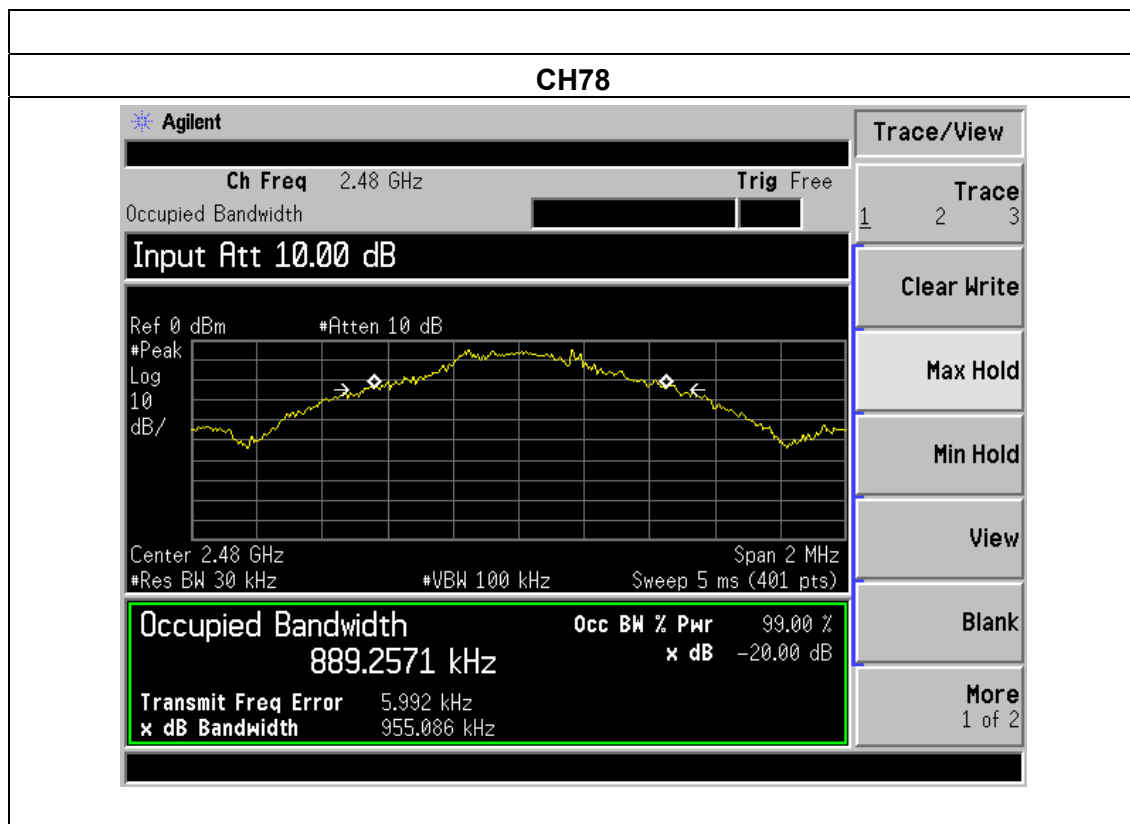 CH78
Agilent
Trace/View
Ch Freq 2.48 GHz Trig Free
Occupied Bandwidth
Trace
1 2 3
Input Att 10.00 dB
Clear Write
Ref 0 dBm #Atten 10 dB
#Peak
Log
10
dB/
Max Hold
Min Hold
View
Center 2.48 GHz Span 2 MHz
#Res BW 30 kHz #VBW 100 kHz Sweep 5 ms (401 pts)
Occupied Bandwidth Occ BW % Pwr 99.00 %
889.2571 kHz x dB -20.00 dB
Blank
Transmit Freq Error 5.992 kHz
x dB Bandwidth 955.086 kHz
More
1 of 2